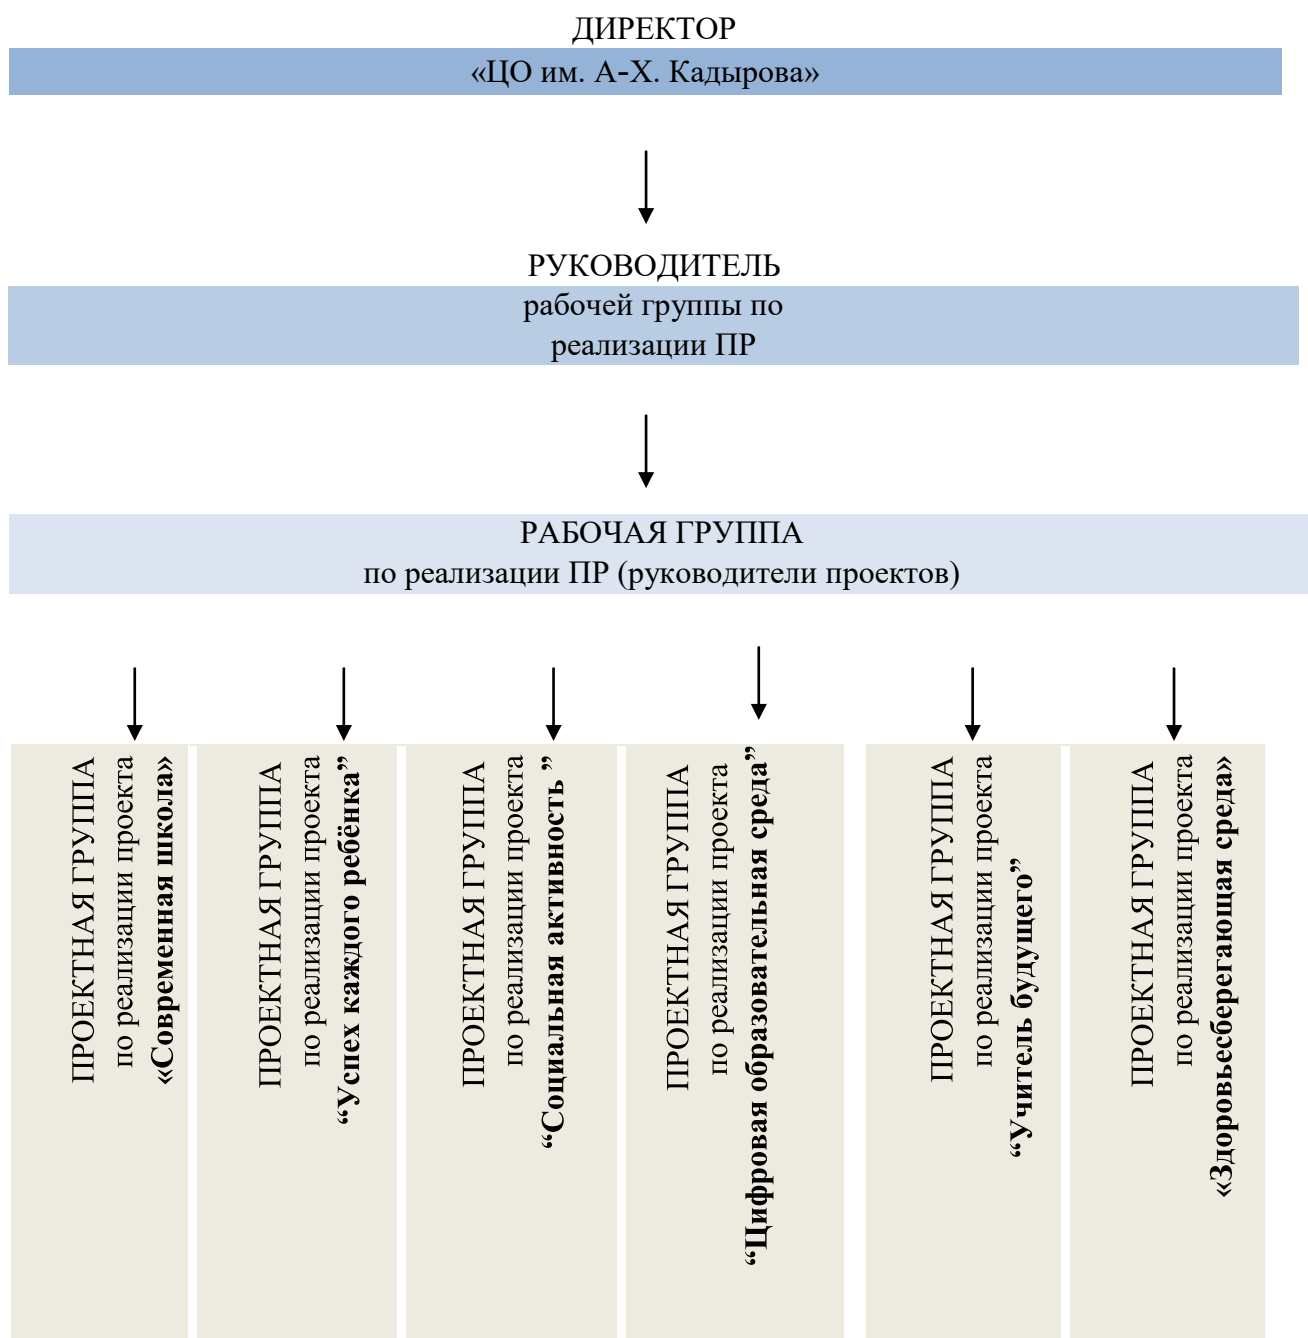 ДИРЕКТОР
«ЦО им. А-Х. Кадырова»
РУКОВОДИТЕЛЬ
рабочей группы по
реализации ПР
РАБОЧАЯ ГРУППА
по реализации ПР (руководители проектов)
ПРОЕКТНАЯ ГРУППА
по реализации проекта
«Современная школа»
ПРОЕКТНАЯ ГРУППА
по реализации проекта
“Успех каждого ребёнка”
ПРОЕКТНАЯ ГРУППА
по реализации проекта
“Социальная активность ”
ПРОЕКТНАЯ ГРУППА
по реализации проекта
“Цифровая образовательная среда”
ПРОЕКТНАЯ ГРУППА
по реализации проекта
“Учитель будущего”
ПРОЕКТНАЯ ГРУППА
по реализации проекта
«Здоровьесберегающая среда»